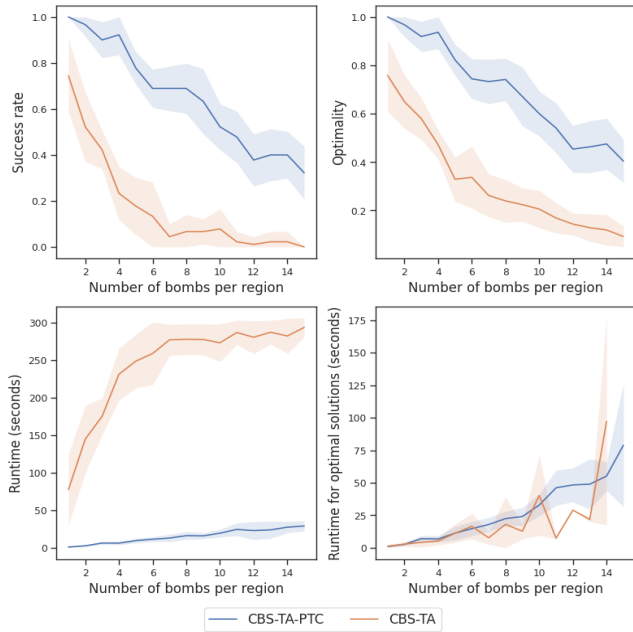 Success rate
1.0
0.8
0.6
0.4
0.2
0.0
2 4 6 8 10 12 14
Number of bombs per region
Optimality
1.0
0.8
0.6
0.4
0.2
2 4 6 8 10 12 14
Number of bombs per region
Runtime (seconds)
300
250
200
150
100
50
0
2 4 6 8 10 12 14
Number of bombs per region
Runtime for optimal solutions (seconds)
175
150
125
100
75
50
25
0
2 4 6 8 10 12 14
Number of bombs per region
CBS-TA-PTC CBS-TA